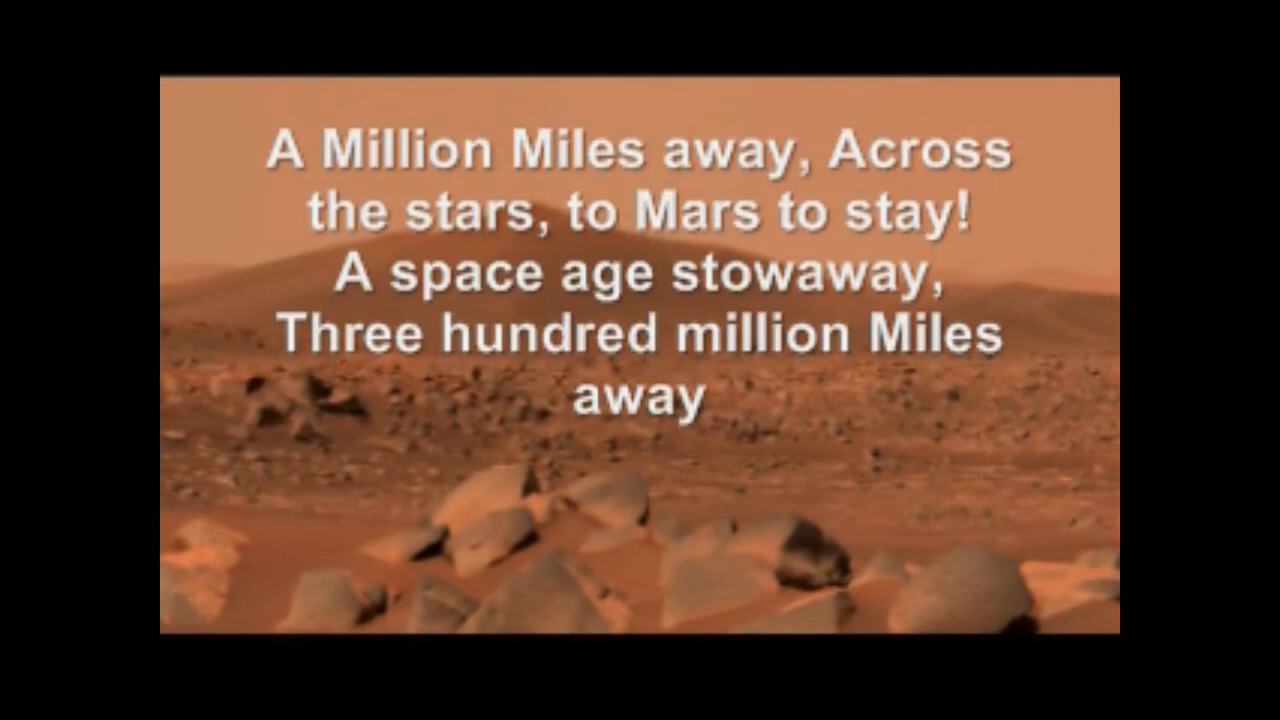 A Million Miles away, Across
the stars, to Mars to stay!
A space age stowaway,
Three hundred million Miles
away